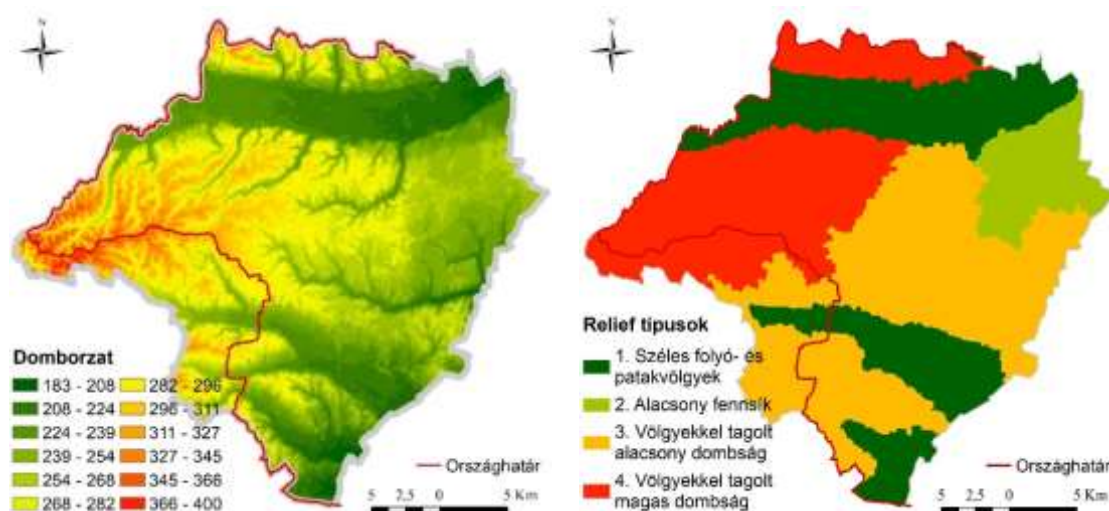 N
Domborzat
183 - 208
208 - 224
224 - 239
239 - 254
254 - 268
268 - 282
282 - 296
296 - 311
311 - 327
327 - 345
345 - 366
366 - 400
Országhatár
5 2,5 0 5 Km
N
Relief típusok
1. Széles folyó- és
patakvölgyek
2. Alacsony fennsík
3. Völgyekkel tagolt
alacsony dombság
4. Völgyekkel tagolt
magas dombság
Országhatár
5 2,5 0 5 Km